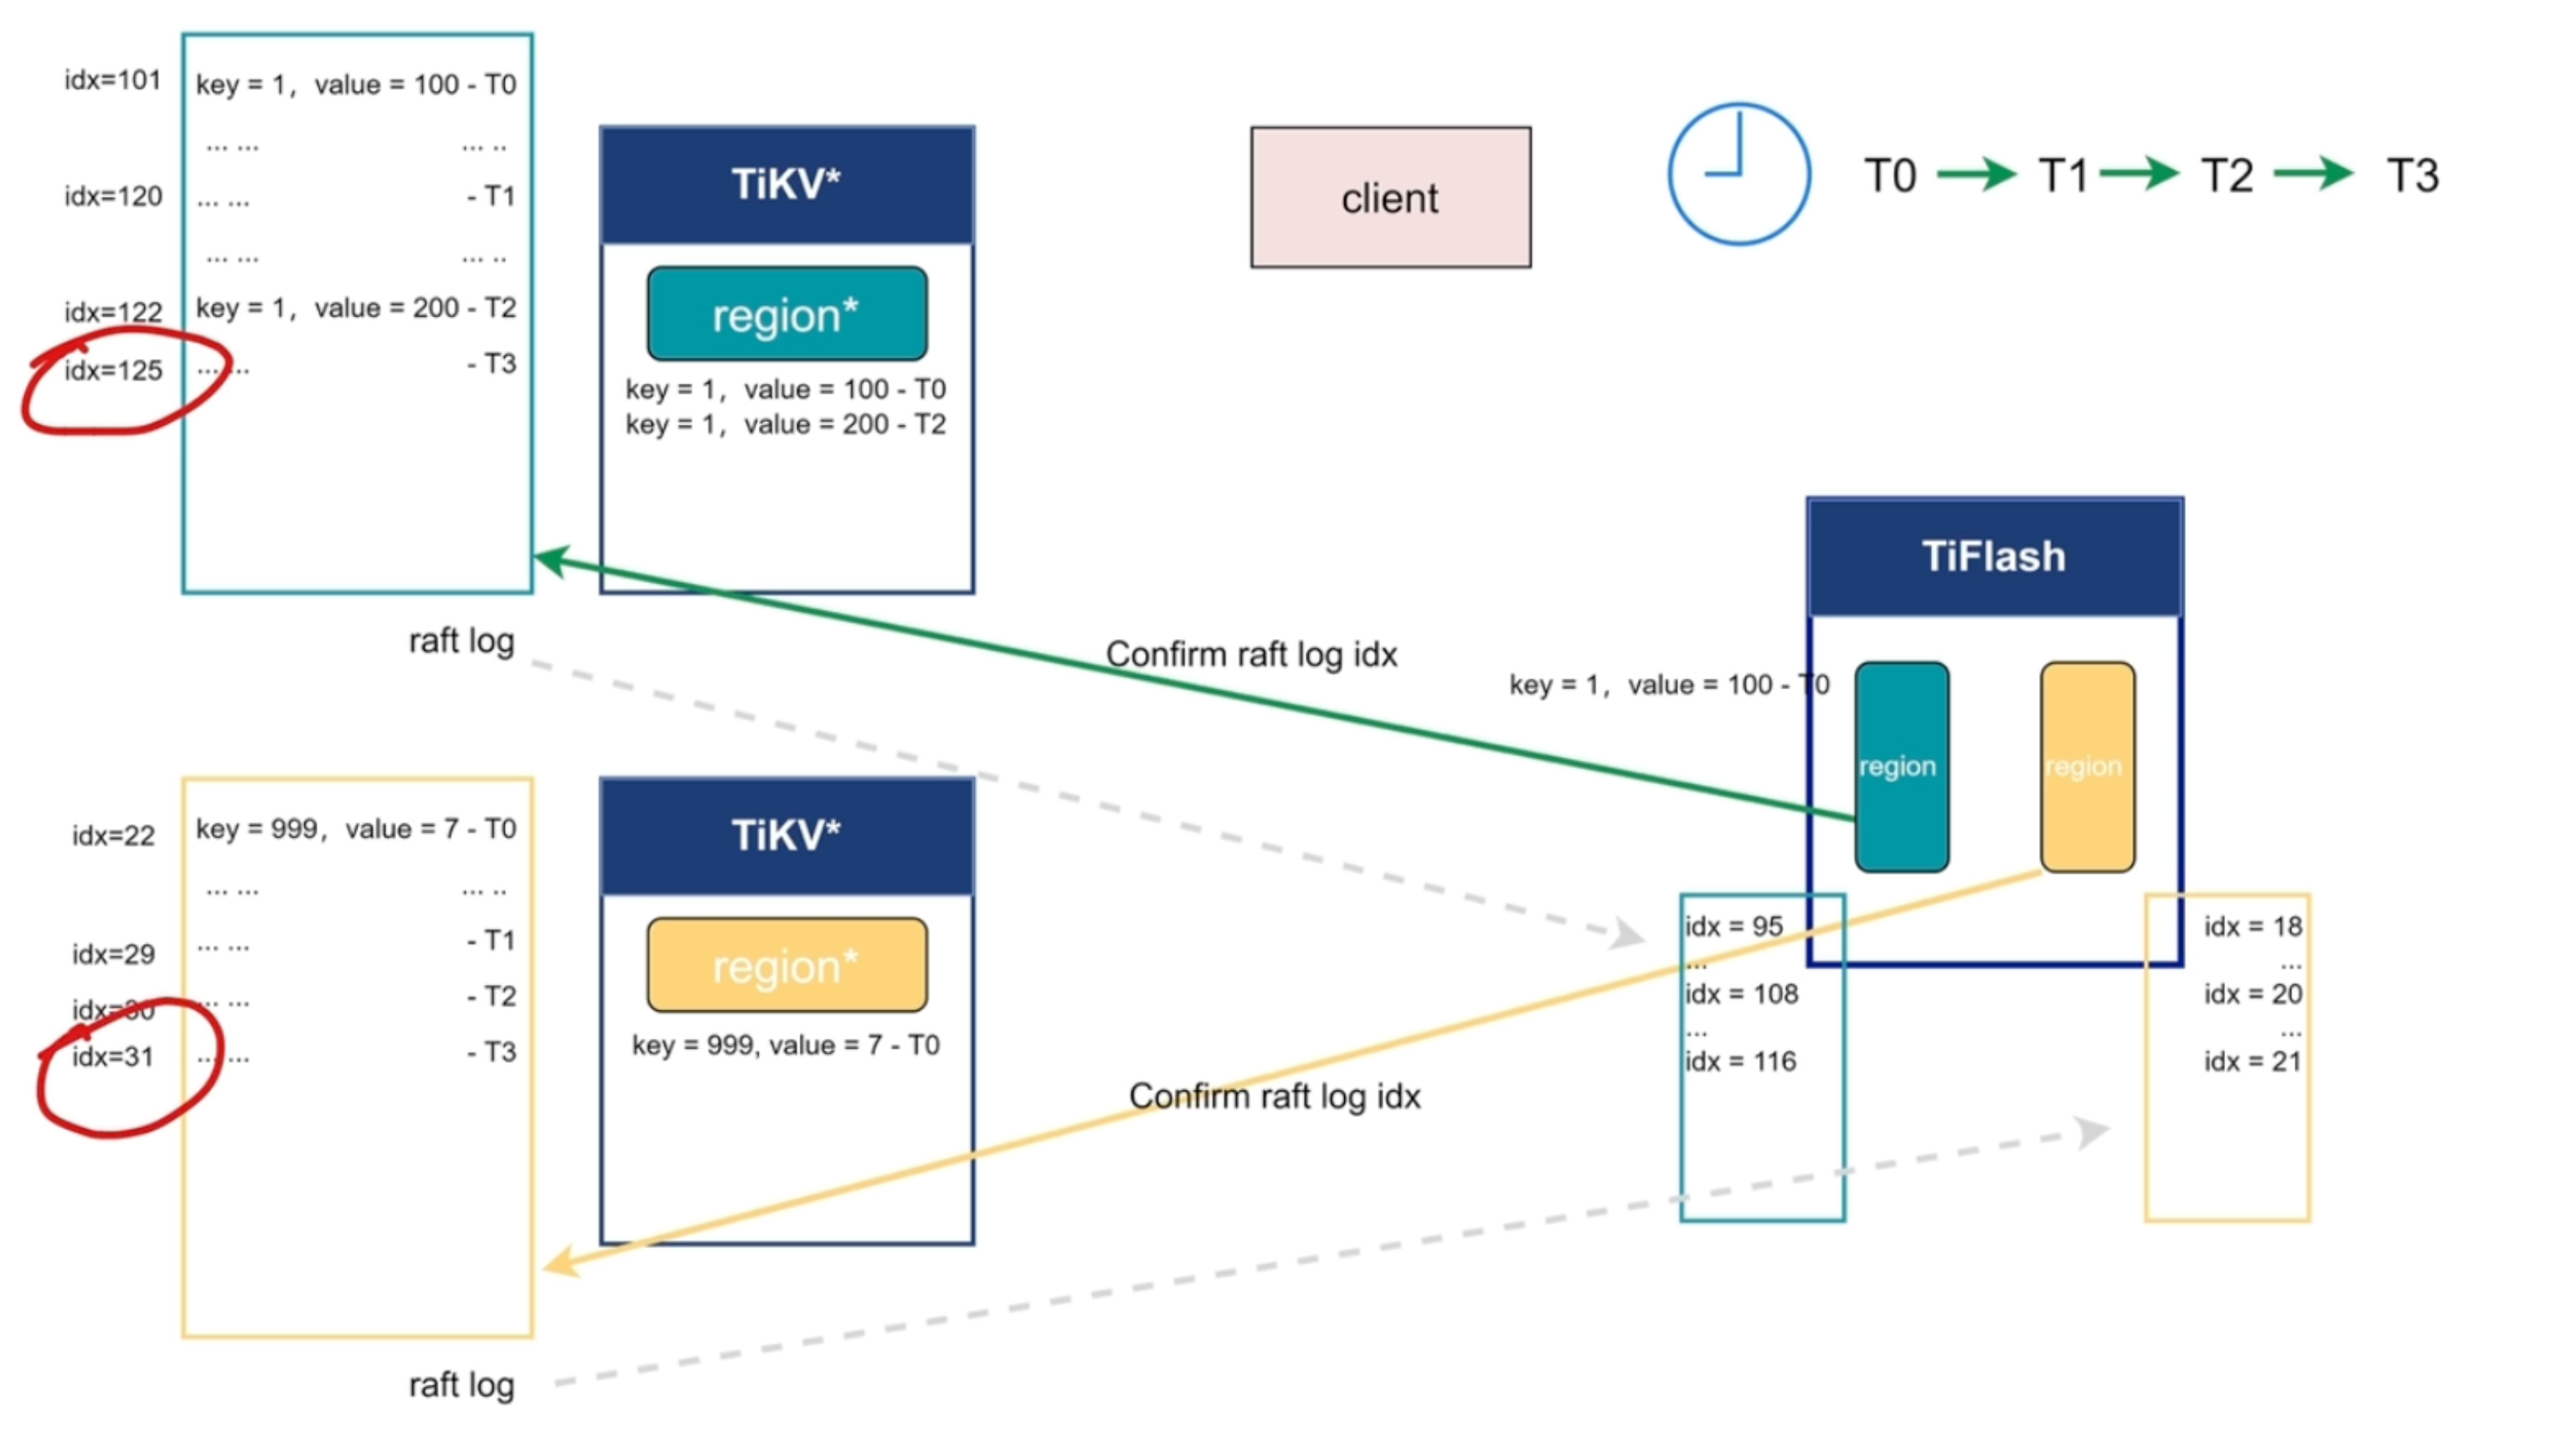 idx=101
key = 1, value = 100 - T0
... ...
... ..
idx=120
... ...
- T1
... ...
... ..
idx=122
key = 1, value = 200 - T2
idx=125
... ...
- T3
raft log
TiKV*
region*
key = 1, value = 100 - T0
key = 1, value = 200 - T2
client
T0
T1
T2
T3
Confirm raft log idx
TiFlash
key = 1, value = 100 - T0
region
region
idx = 95
...
idx = 108
...
idx = 116
idx = 18
...
idx = 20
...
idx = 21
idx=22
key = 999, value = 7 - T0
... ...
... ..
idx=29
... ...
- T1
idx=30
... ...
- T2
idx=31
... ...
- T3
raft log
TiKV*
region*
key = 999, value = 7 - T0
Confirm raft log idx